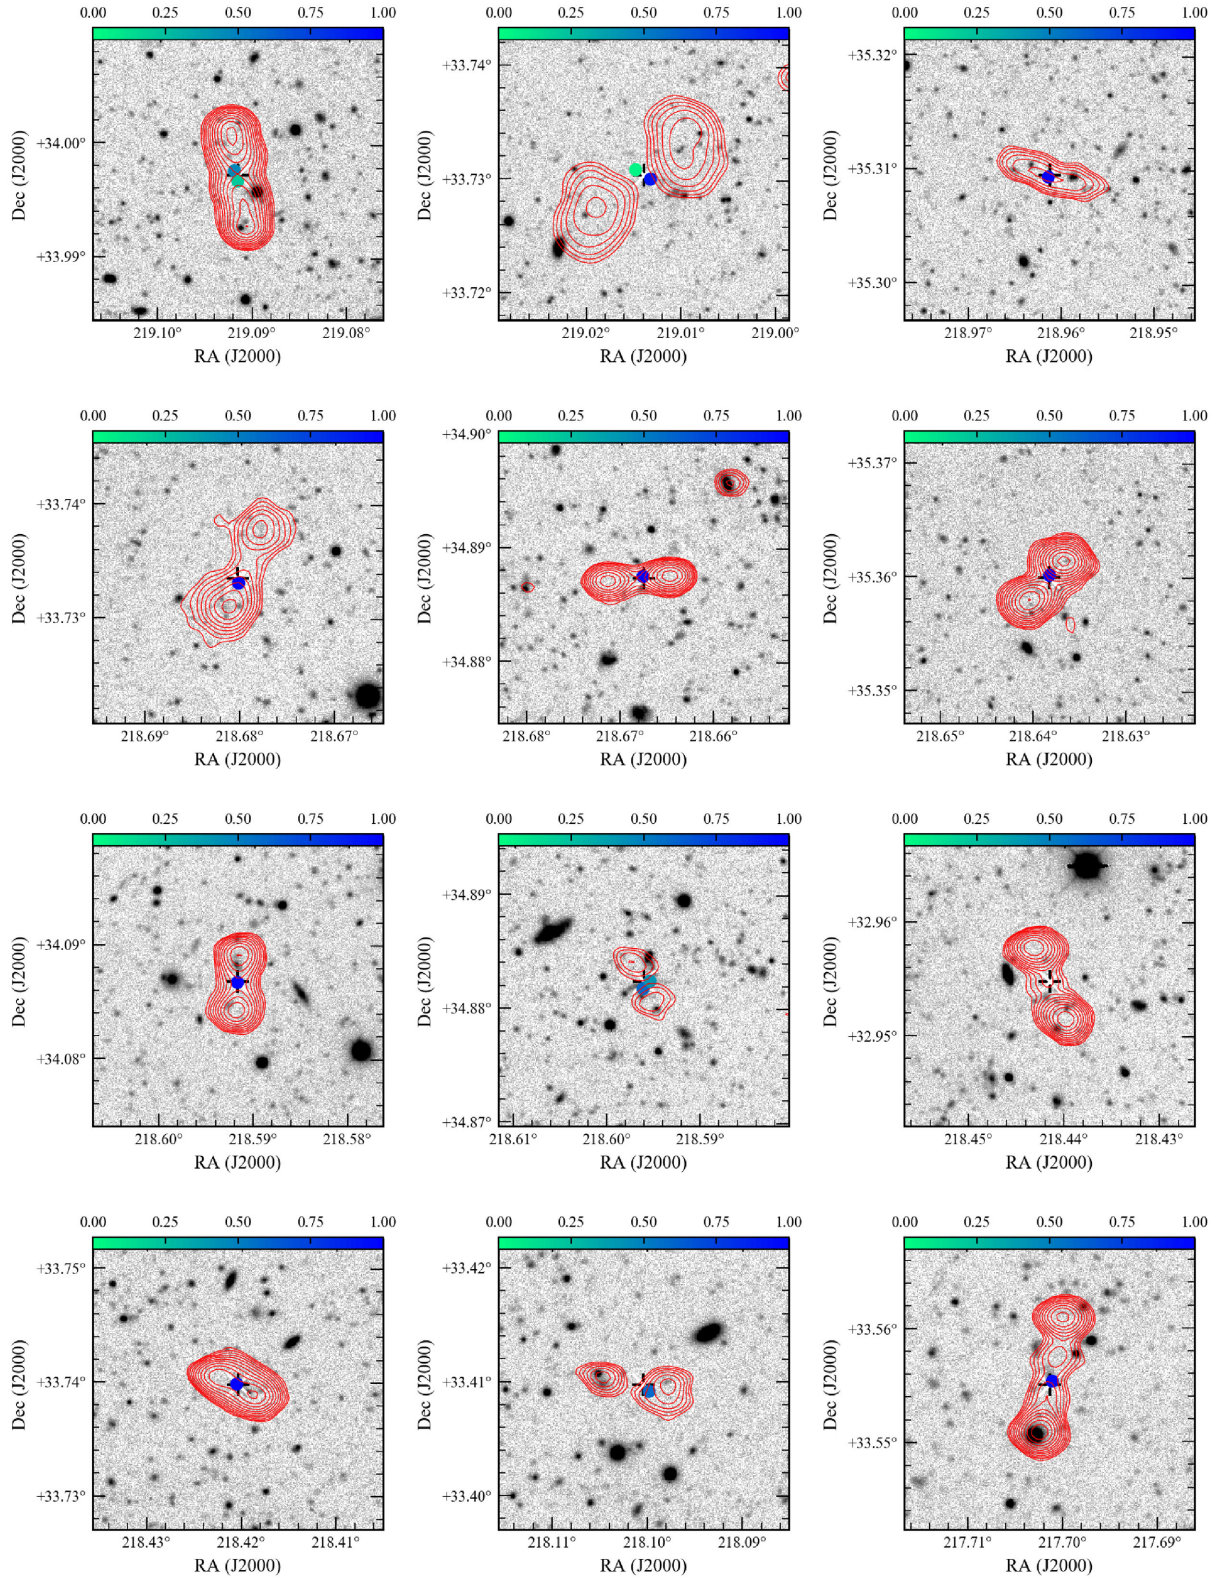 0.00 0.25 0.50 0.75 1.00 0.00 0.25 0.50 0.75 1.00 0.00 0.25 0.50 0.75 1.00
+34.00° +33.99° Dec (J2000) +33.74° +33.73° +33.72° Dec (J2000) +35.32° +35.31° +35.30° Dec (J2000)
219.10° 219.09° 219.08° 219.02° 219.01° 219.00° 218.97° 218.96° 218.95°
RA (J2000) RA (J2000) RA (J2000)
0.00 0.25 0.50 0.75 1.00 0.00 0.25 0.50 0.75 1.00 0.00 0.25 0.50 0.75 1.00
+33.74° +33.73° Dec (J2000) +34.90° +34.89° +34.88° Dec (J2000) +35.37° +35.36° +35.35° Dec (J2000)
218.69° 218.68° 218.67° 218.68° 218.67° 218.66° 218.65° 218.64° 218.63°
RA (J2000) RA (J2000) RA (J2000)
0.00 0.25 0.50 0.75 1.00 0.00 0.25 0.50 0.75 1.00 0.00 0.25 0.50 0.75 1.00
+34.09° +34.08° Dec (J2000) +34.89° +34.88° +34.87° Dec (J2000) +32.96° +32.95° Dec (J2000)
218.60° 218.59° 218.58° 218.61° 218.60° 218.59° 218.45° 218.44° 218.43°
RA (J2000) RA (J2000) RA (J2000)
0.00 0.25 0.50 0.75 1.00 0.00 0.25 0.50 0.75 1.00 0.00 0.25 0.50 0.75 1.00
+33.75° +33.74° +33.73° Dec (J2000) +33.42° +33.41° +33.40° Dec (J2000) +33.56° +33.55° Dec (J2000)
218.43° 218.42° 218.41° 218.11° 218.10° 218.09° 217.71° 217.70° 217.69°
RA (J2000) RA (J2000) RA (J2000)